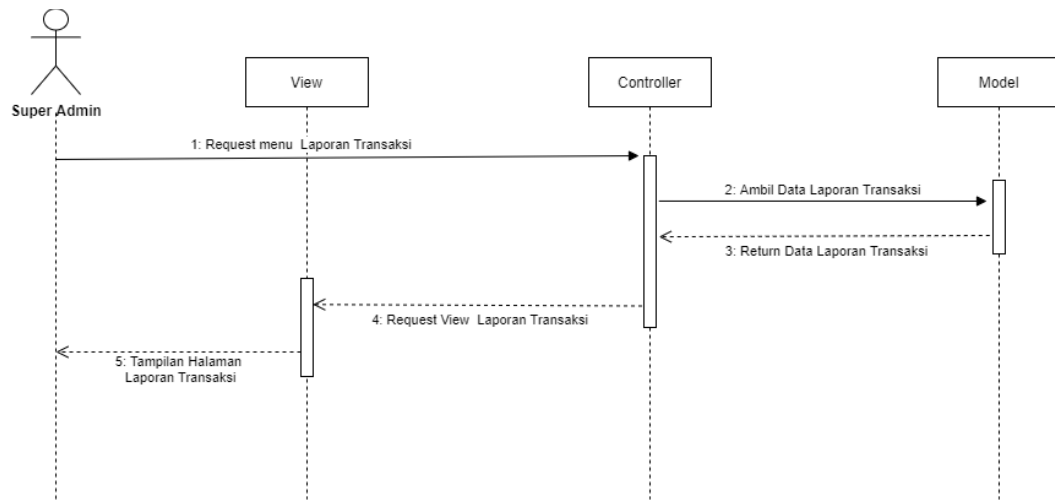 View
Controller
Model
Super Admin
1: Request menu Laporan Transaksi
2: Ambil Data Laporan Transaksi
3: Return Data Laporan Transaksi
4: Request View Laporan Transaksi
5: Tampilan Halaman
Laporan Transaksi